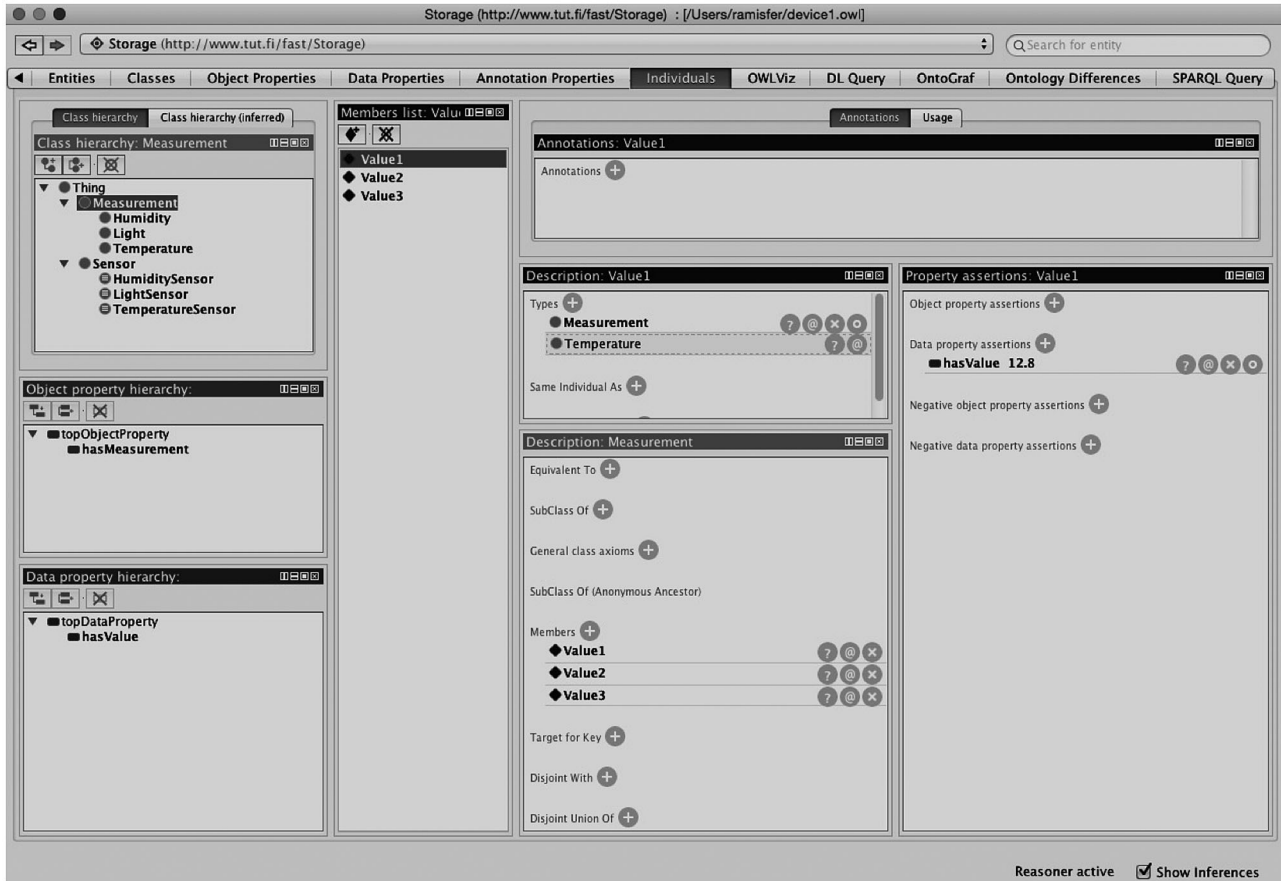 Storage (http://www.tut.fi/fast/Storage) : [/Users/ramisfer/device1.owl]
Storage (http://www.tut.fi/fast/Storage)
Search for entity
Entities Classes Object Properties Data Properties Annotation Properties Individuals OWLViz DL Query OntoGraf Ontology Differences SPARQL Query
Class hierarchy Class hierarchy (inferred)
Class hierarchy: Measurement
Thing
Measurement
Humidity
Light
Temperature
Sensor
HumiditySensor
LightSensor
TemperatureSensor
Object property hierarchy:
topObjectProperty
hasMeasurement
Data property hierarchy:
topDataProperty
hasValue
Members list: Valu
Value1
Value2
Value3
Annotations Usage
Annotations: Value1
Annotations
Description: Value1
Types
Measurement
Temperature
Same Individual As
Description: Measurement
Equivalent To
SubClass Of
General class axioms
SubClass Of (Anonymous Ancestor)
Members
Value1
Value2
Value3
Target for Key
Disjoint With
Disjoint Union Of
Property assertions: Value1
Object property assertions
Data property assertions
hasValue 12.8
Negative object property assertions
Negative data property assertions
Reasoner active Show Inferences